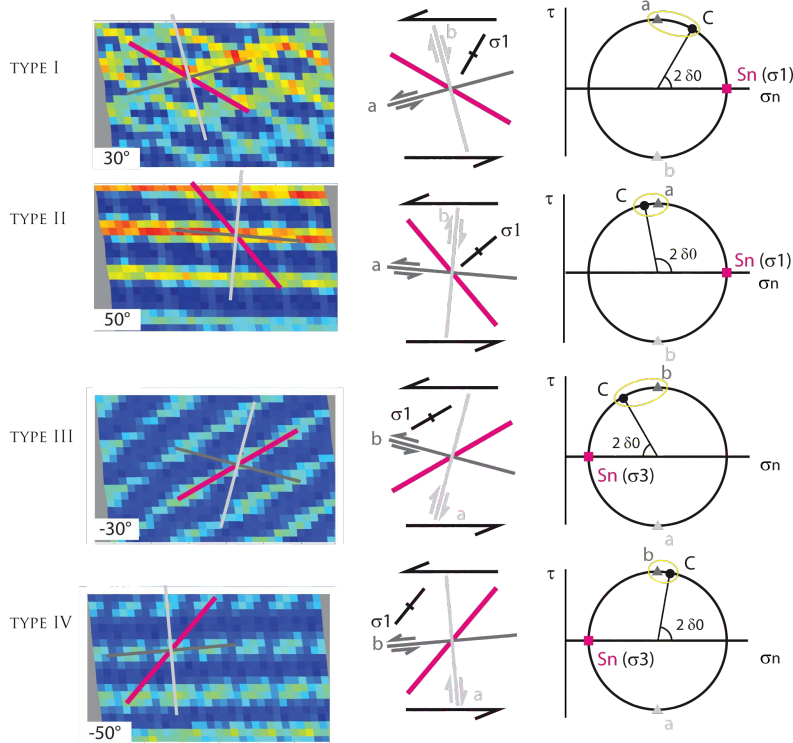 TYPE I
30°
σ1
a
b
τ
a
C
2 δ0
Sn (σ1)
σn
b
TYPE II
50°
σ1
a
b
τ
C
a
2 δ0
Sn (σ1)
σn
b
TYPE III
-30°
σ1
b
a
τ
C
b
2 δ0
Sn (σ3)
σn
a
TYPE IV
-50°
σ1
b
a
τ
b
C
2 δ0
Sn (σ3)
σn
a